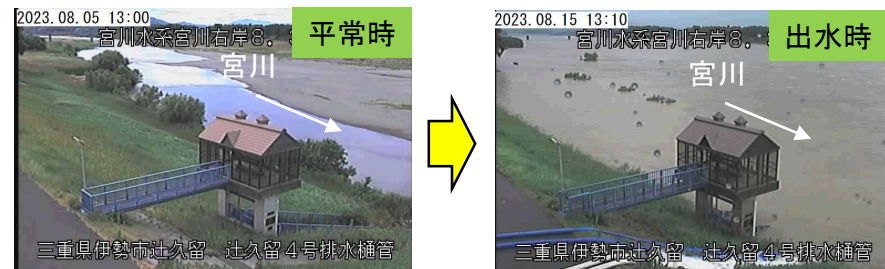 2023.08.05 13:00
平常時
宮川水系宮川右岸8.
宮川
三重県伊勢市辻久留 辻久留4号排水樋管
2023.08.15 13:10
出水時
宮川水系宮川右岸8.
宮川
三重県伊勢市辻久留 辻久留4号排水樋管